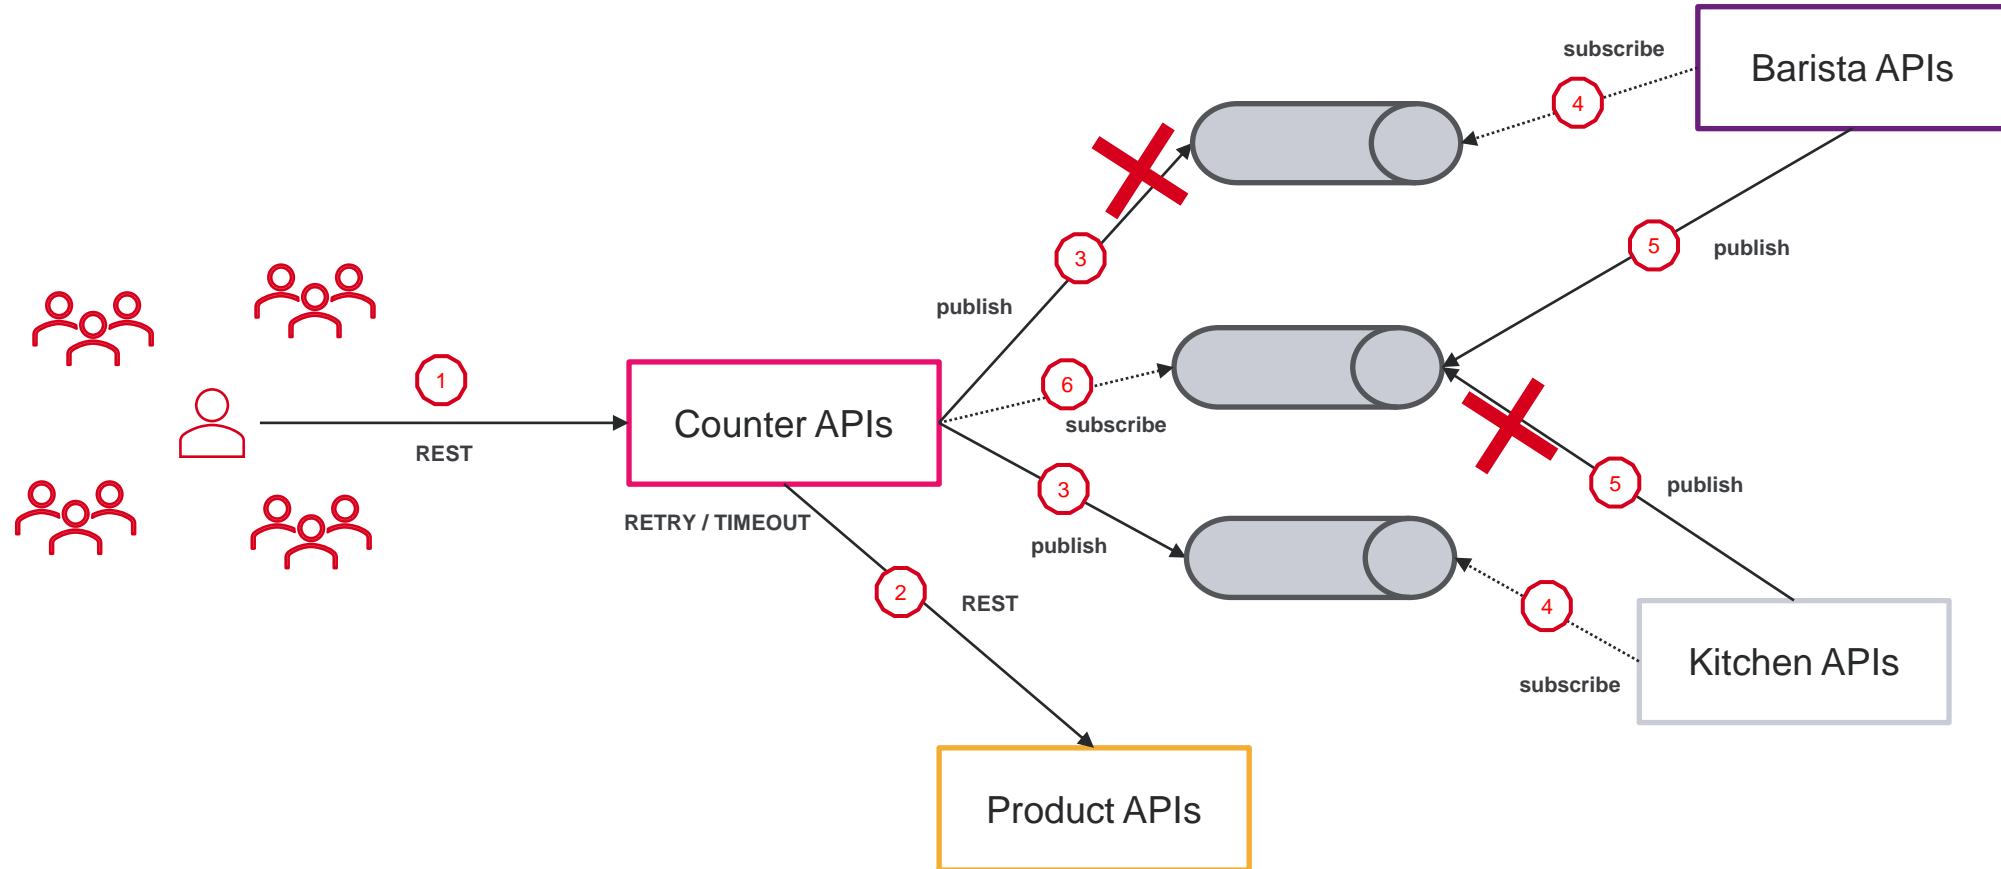 subscribe
Barista APIs
4
3
5
publish
publish
1
6
subscribe
Counter APIs
REST
3
5
publish
RETRY / TIMEOUT
publish
2
REST
4
Kitchen APIs
subscribe
Product APIs